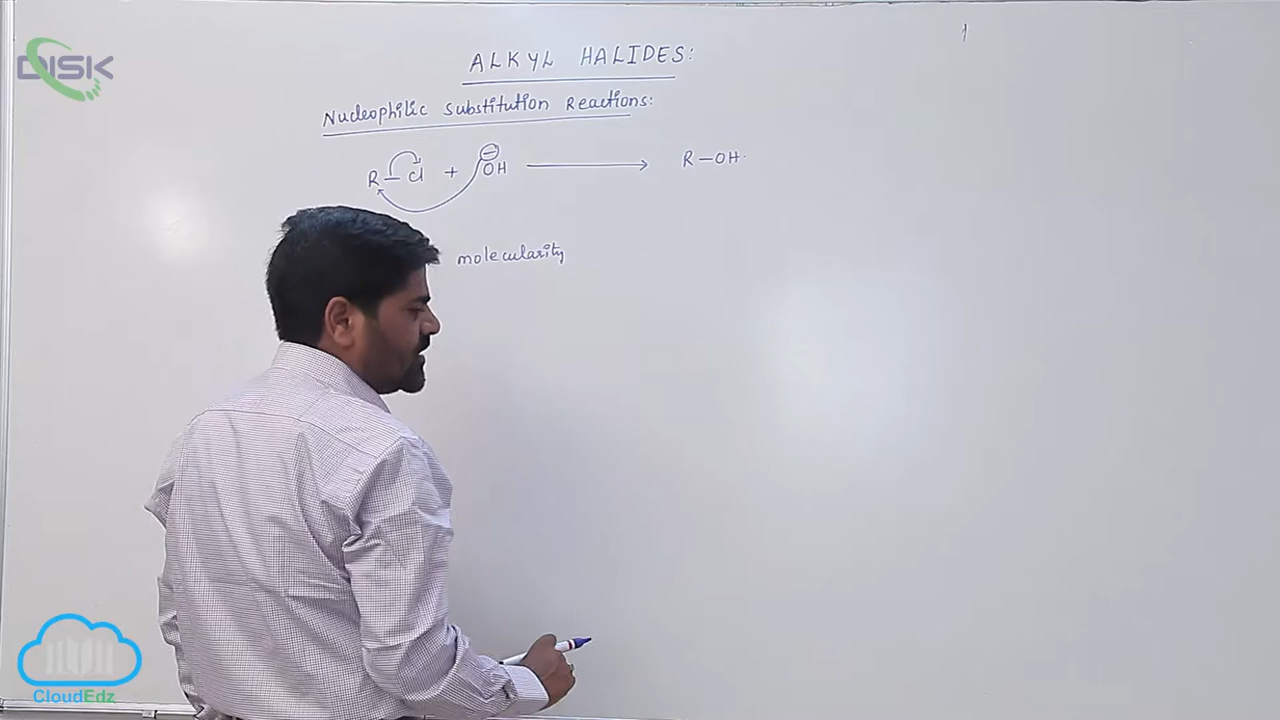 DISK
ALKYL HALIDES:
Nucleophilic Substitution Reactions:
R–Cl + ⊖OH ⟶ R–OH.
molecularity
CloudEdz